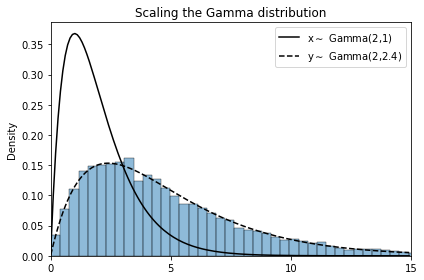 Scaling the Gamma distribution
x∼ Gamma(2,1)
y∼ Gamma(2,2.4)
Density
0.35
0.30
0.25
0.20
0.15
0.10
0.05
0.00
0 5 10 15